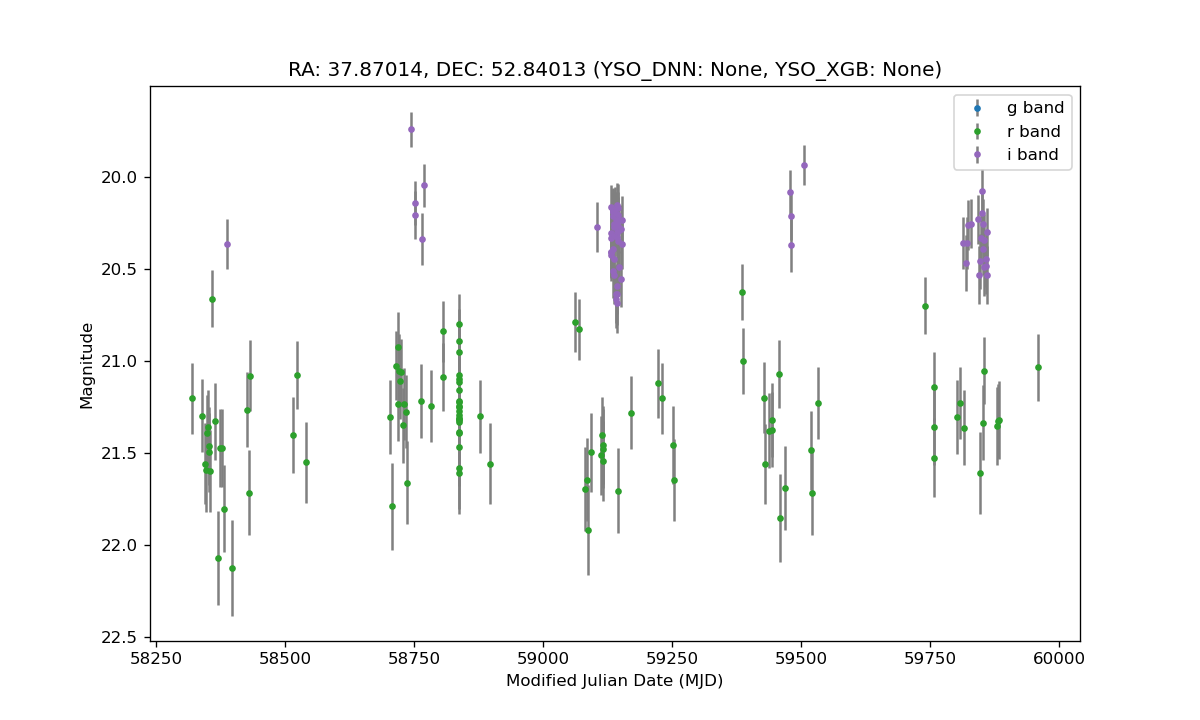 RA: 37.87014, DEC: 52.84013 (YSO_DNN: None, YSO_XGB: None)
g band
r band
i band
20.0
20.5
21.0
21.5
22.0
22.5
Magnitude
58250 58500 58750 59000 59250 59500 59750 60000
Modified Julian Date (MJD)